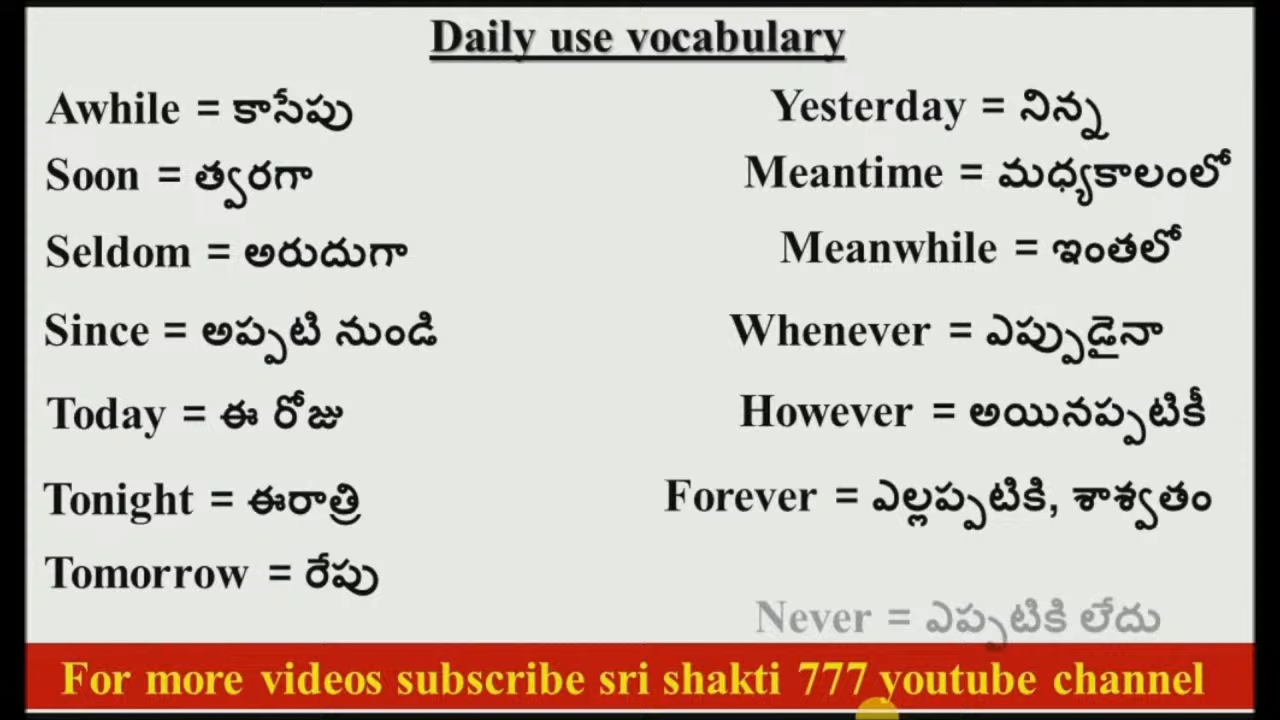 Daily use vocabulary
Awhile = కాసేపు
Soon = త్వరగా
Seldom = అరుదుగా
Since = అప్పటి నుండి
Today = ఈ రోజు
Tonight = ఈరాత్రి
Tomorrow = రేపు
Yesterday = నిన్న
Meantime = మధ్యకాలంలో
Meanwhile = ఇంతలో
Whenever = ఎప్పుడైనా
However = అయినప్పటికీ
Forever = ఎల్లప్పటికి, శాశ్వతం
Never = ఎప్పటికి లేదు
For more videos subscribe sri shakti 777 youtube channel